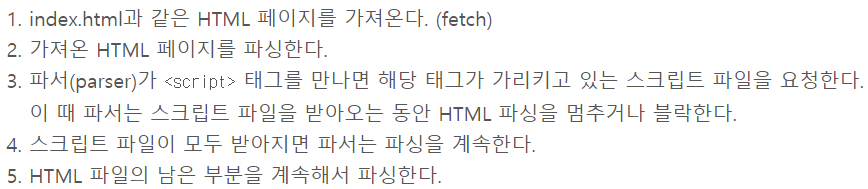 1. index.html과 같은 HTML 페이지를 가져온다. (fetch)
2. 가져온 HTML 페이지를 파싱한다.
3. 파서(parser)가 <script> 태그를 만나면 해당 태그가 가리키고 있는 스크립트 파일을 요청한다.
이 때 파서는 스크립트 파일을 받아오는 동안 HTML 파싱을 멈추거나 블락한다.
4. 스크립트 파일이 모두 받아지면 파서는 파싱을 계속한다.
5. HTML 파일의 남은 부분을 계속해서 파싱한다.